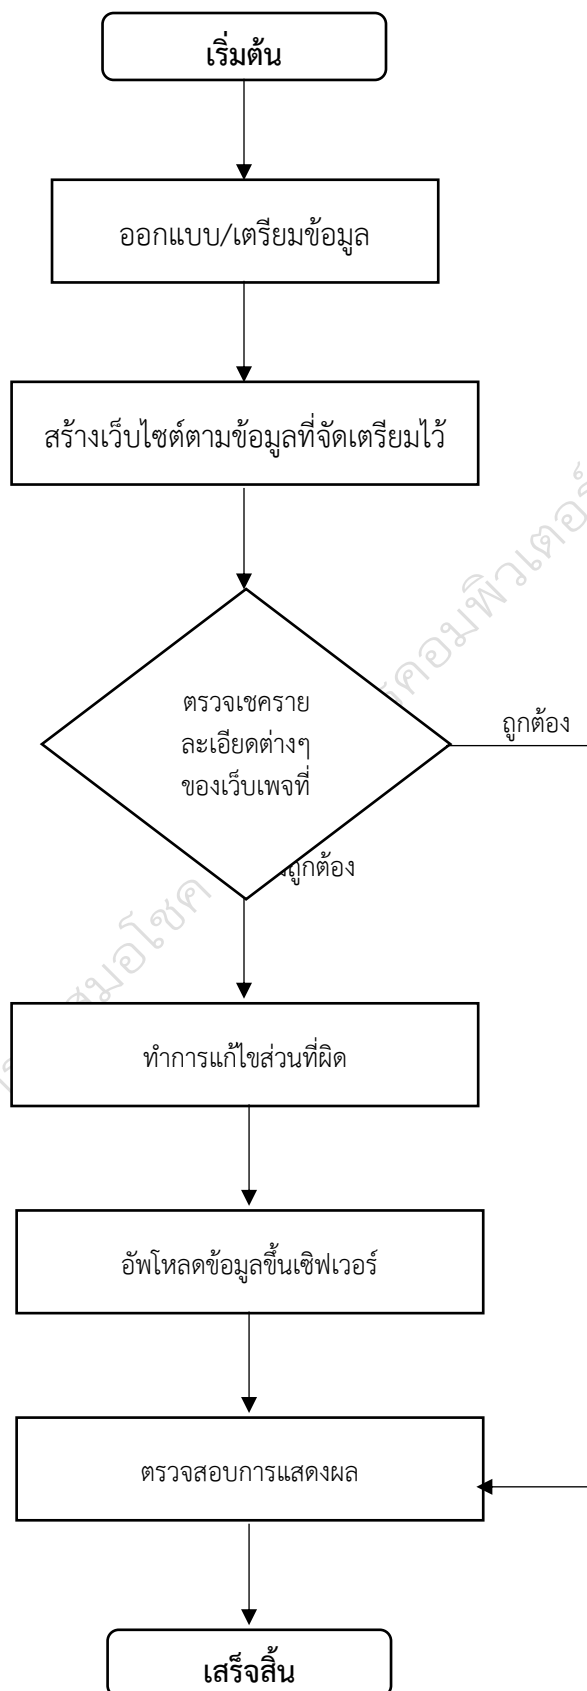 เริ่มต้น
ออกแบบ/เตรียมข้อมูล
สร้างเว็บไซต์ตามข้อมูลที่จัดเตรียมไว้
ตรวจเชคราย
ละเอียดต่างๆ
ของเว็บเพจที่
ถูกต้อง
ถูกต้อง
ทำการแก้ไขส่วนที่ผิด
อัพโหลดข้อมูลขึ้นเซิฟเวอร์
ตรวจสอบการแสดงผล
เสร็จสิ้น